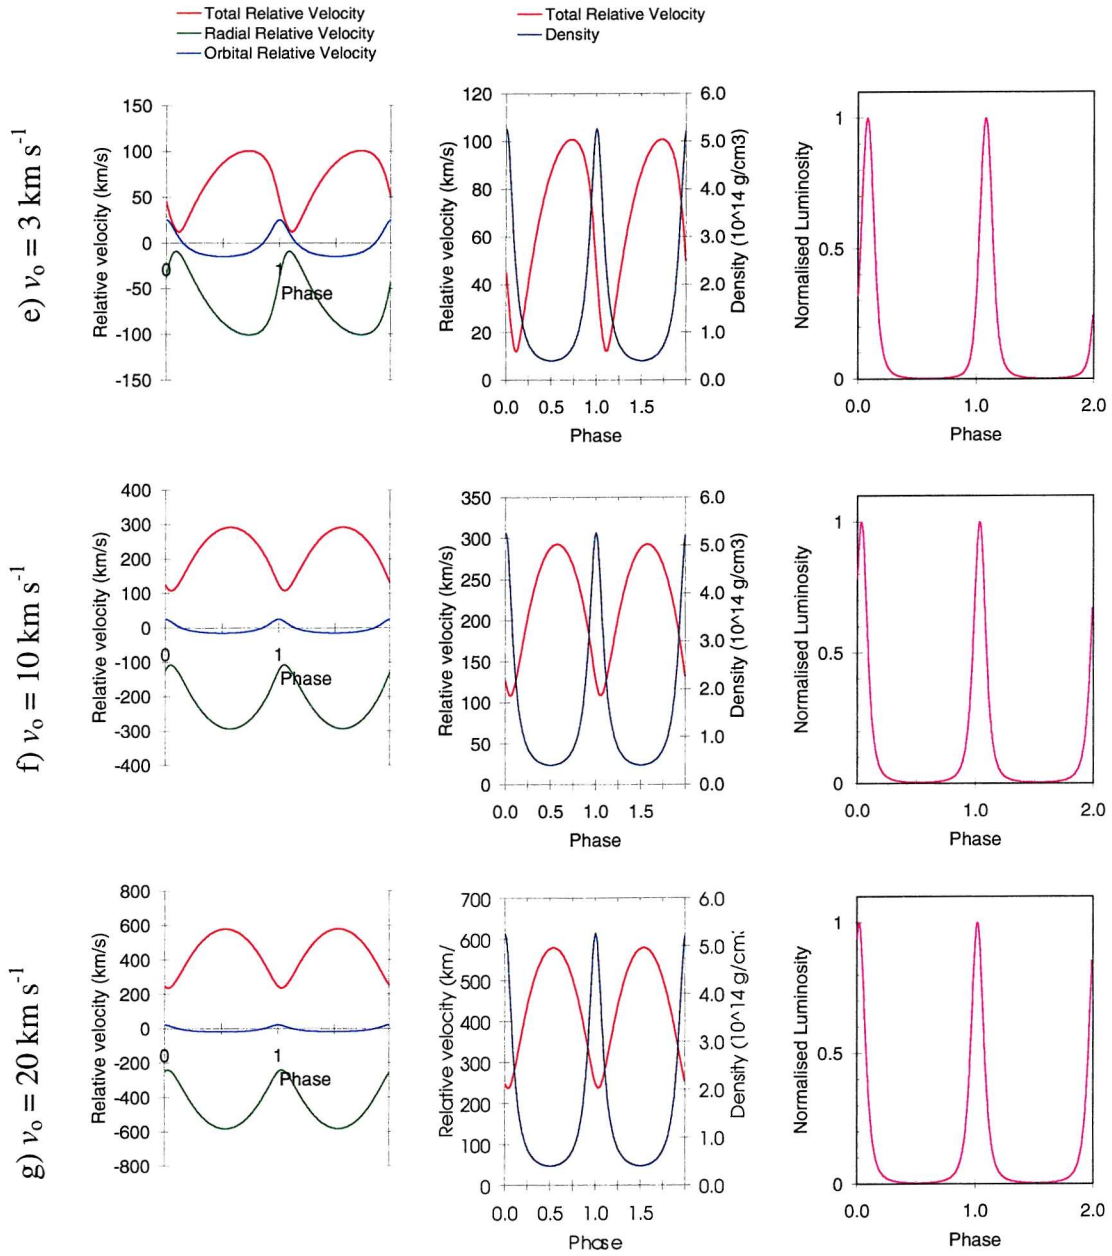 Total Relative Velocity
Radial Relative Velocity
Orbital Relative Velocity
Total Relative Velocity
Density
e) vₒ = 3 km s⁻¹
Relative velocity (km/s)
150
100
50
0
-50
-100
-150
0
1
Phase
Relative velocity (km/s)
120
100
80
60
40
20
0
6.0
5.0
4.0
3.0
2.0
1.0
0.0
Density (10^14 g/cm3)
0.0 0.5 1.0 1.5
Phase
Normalised Luminosity
1
0.5
0
0.0 1.0 2.0
Phase
f) vₒ = 10 km s⁻¹
Relative velocity (km/s)
400
300
200
100
0
-100
-200
-300
-400
0
1
Phase
Relative velocity (km/s)
350
300
250
200
150
100
50
0
6.0
5.0
4.0
3.0
2.0
1.0
0.0
Density (10^14 g/cm3)
0.0 0.5 1.0 1.5
Phase
Normalised Luminosity
1
0.5
0
0.0 1.0 2.0
Phase
g) vₒ = 20 km s⁻¹
Relative velocity (km/s)
800
600
400
200
0
-200
-400
-600
-800
0
1
Phase
Relative velocity (km/
700
600
500
400
300
200
100
0
6.0
5.0
4.0
3.0
2.0
1.0
0.0
Density (10^14 g/cm
0.0 0.5 1.0 1.5
Phase
Normalised Luminosity
1
0.5
0
0.0 1.0 2.0
Phase